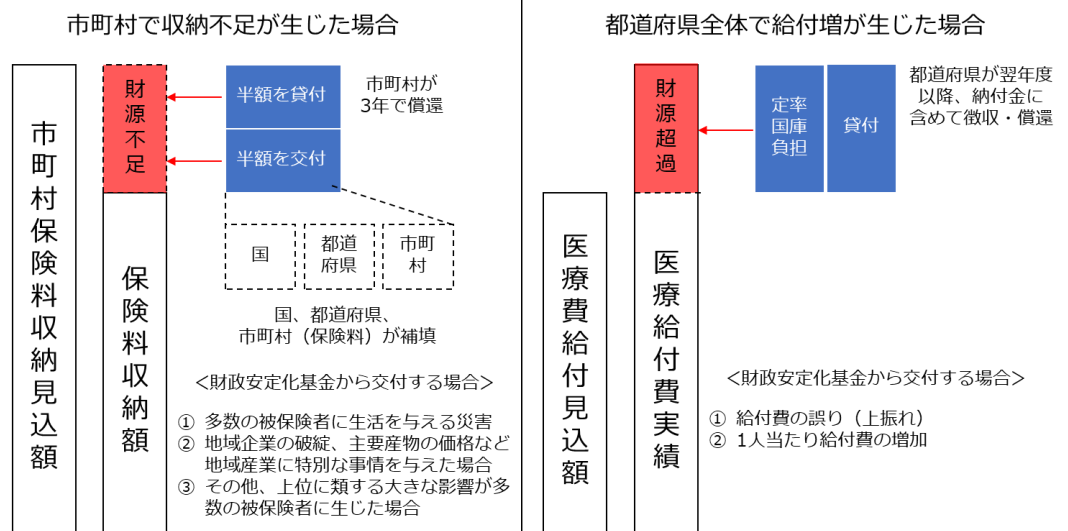 市町村で収納不足が生じた場合
市町村保険料収納見込額
財源不足
保険料収納額
半額を貸付
半額を交付
市町村が
3年で償還
国
都道
府県
市町
村
国、都道府県、
市町村（保険料）が補填
＜財政安定化基金から交付する場合＞
① 多数の被保険者に生活を与える災害
② 地域企業の破綻、主要産物の価格など
地域産業に特別な事情を与えた場合
③ その他、上位に類する大きな影響が多
数の被保険者に生じた場合
都道府県全体で給付増が生じた場合
医療費給付見込額
財源超過
医療給付費実績
定率
国庫
負担
貸付
都道府県が翌年度
以降、納付金に
含めて徴収・償還
＜財政安定化基金から交付する場合＞
① 給付費の誤り（上振れ）
② 1人当たり給付費の増加